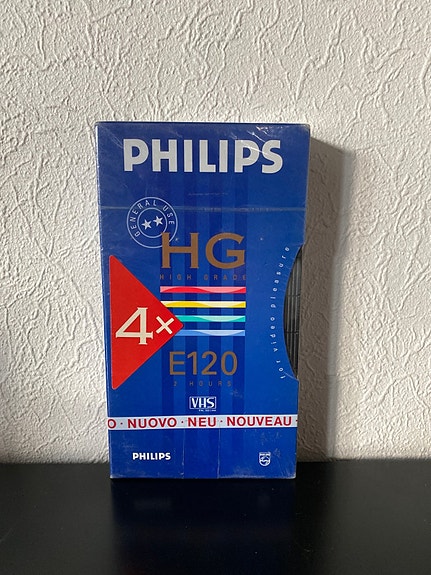 PHILIPS
GENERAL USE
HG
HIGH GRADE
4×
E120
2 HOURS
for video pleasure
VHS
O · NUOVO · NEU · NOUVEAU
PHILIPS